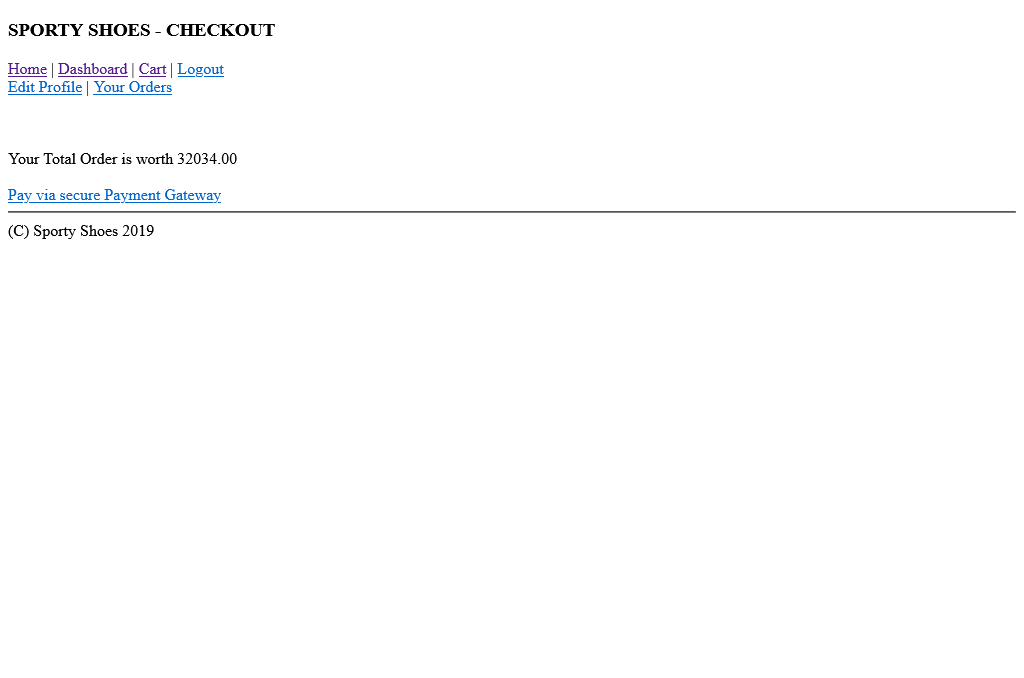 SPORTY SHOES - CHECKOUT
Home | Dashboard | Cart | Logout
Edit Profile | Your Orders
Your Total Order is worth 32034.00
Pay via secure Payment Gateway
(C) Sporty Shoes 2019